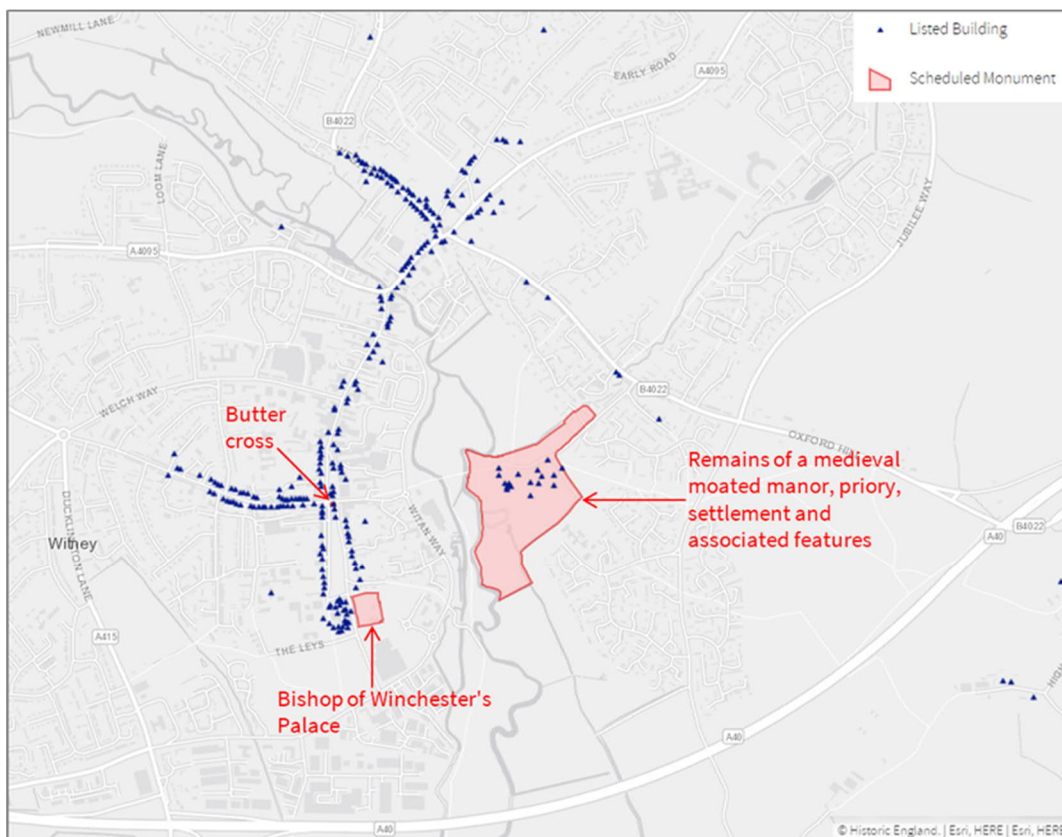 NEWMILL LANE
B4022
EARLY ROAD
A4095
Listed Building
Scheduled Monument
LOOM LANE
JUBILEE WAY
A4095
WELCH WAY
Butter
cross
B4022
OXFORD HILL
Remains of a medieval
moated manor, priory,
settlement and
associated features
DUCKLINGTON LANE
Witney
WITAN WAY
A40
B4022
A415
THE LEYS
Bishop of Winchester's
Palace
A40
A40
© Historic England. | Esri, HERE | Esri, HERE